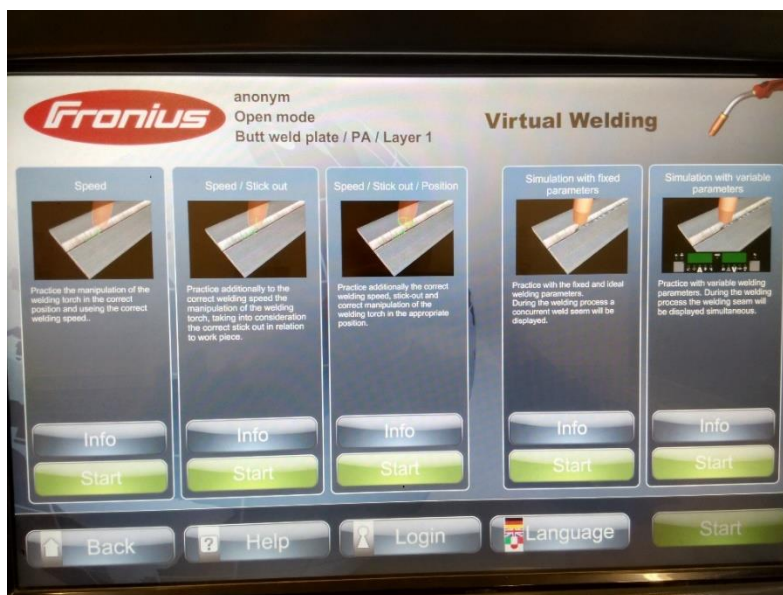 Fronius
anonym
Open mode
Butt weld plate / PA / Layer 1
Virtual Welding
Speed
Practice the manipulation of the
welding torch in the correct
position and useing the correct
welding speed..
Info
Start
Speed / Stick out
Practice additionally to the
correct welding speed the
manipulation of the welding
torch, taking into consideration
the correct stick out in relation
to work piece.
Info
Start
Speed / Stick out / Position
Practice additionally the correct
welding speed, stick-out and
correct manipulation of the
welding torch in the appropriate
position.
Info
Start
Simulation with fixed
parameters
Practice with the fixed and ideal
welding parameters.
During the welding process a
concurrent weld seem will be
displayed.
Info
Start
Simulation with variable
parameters
Practice with variable welding
parameters. During the welding
process the welding seam will
be displayed simultaneous.
Info
Start
Back
? Help
Login
Language
Start